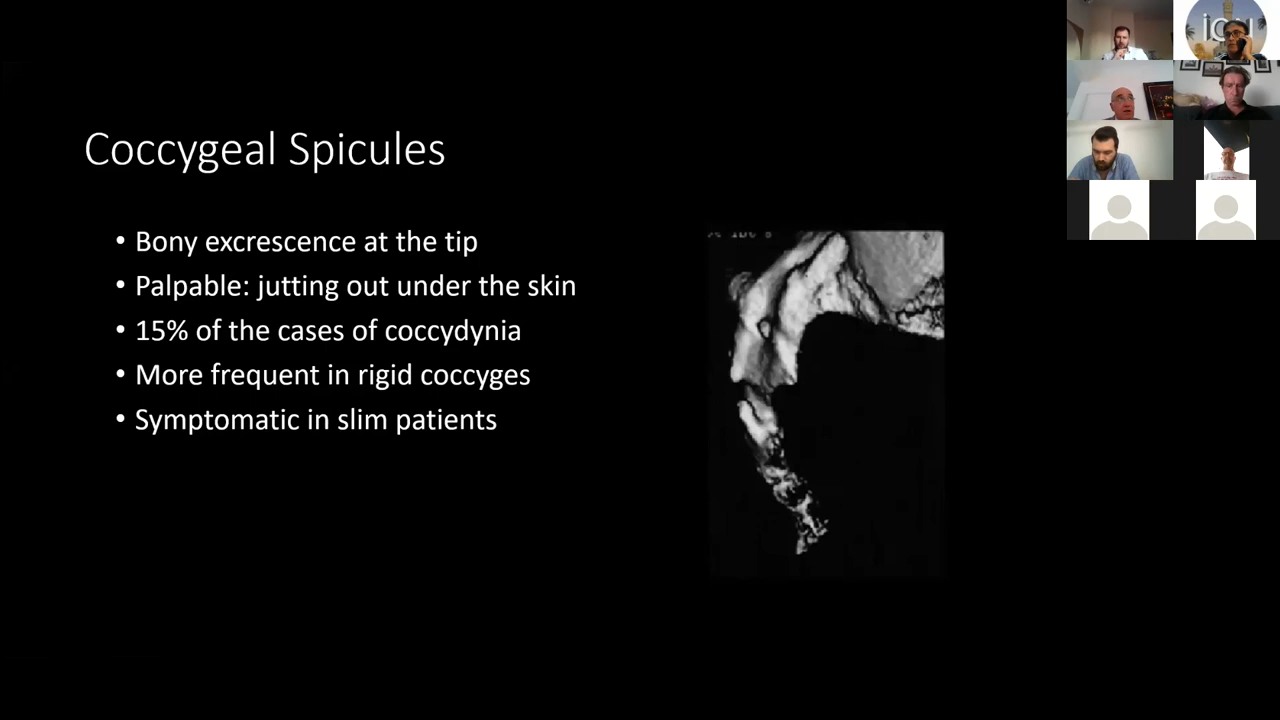 Coccygeal Spicules
• Bony excrescence at the tip
• Palpable: jutting out under the skin
• 15% of the cases of coccydynia
• More frequent in rigid coccyges
• Symptomatic in slim patients